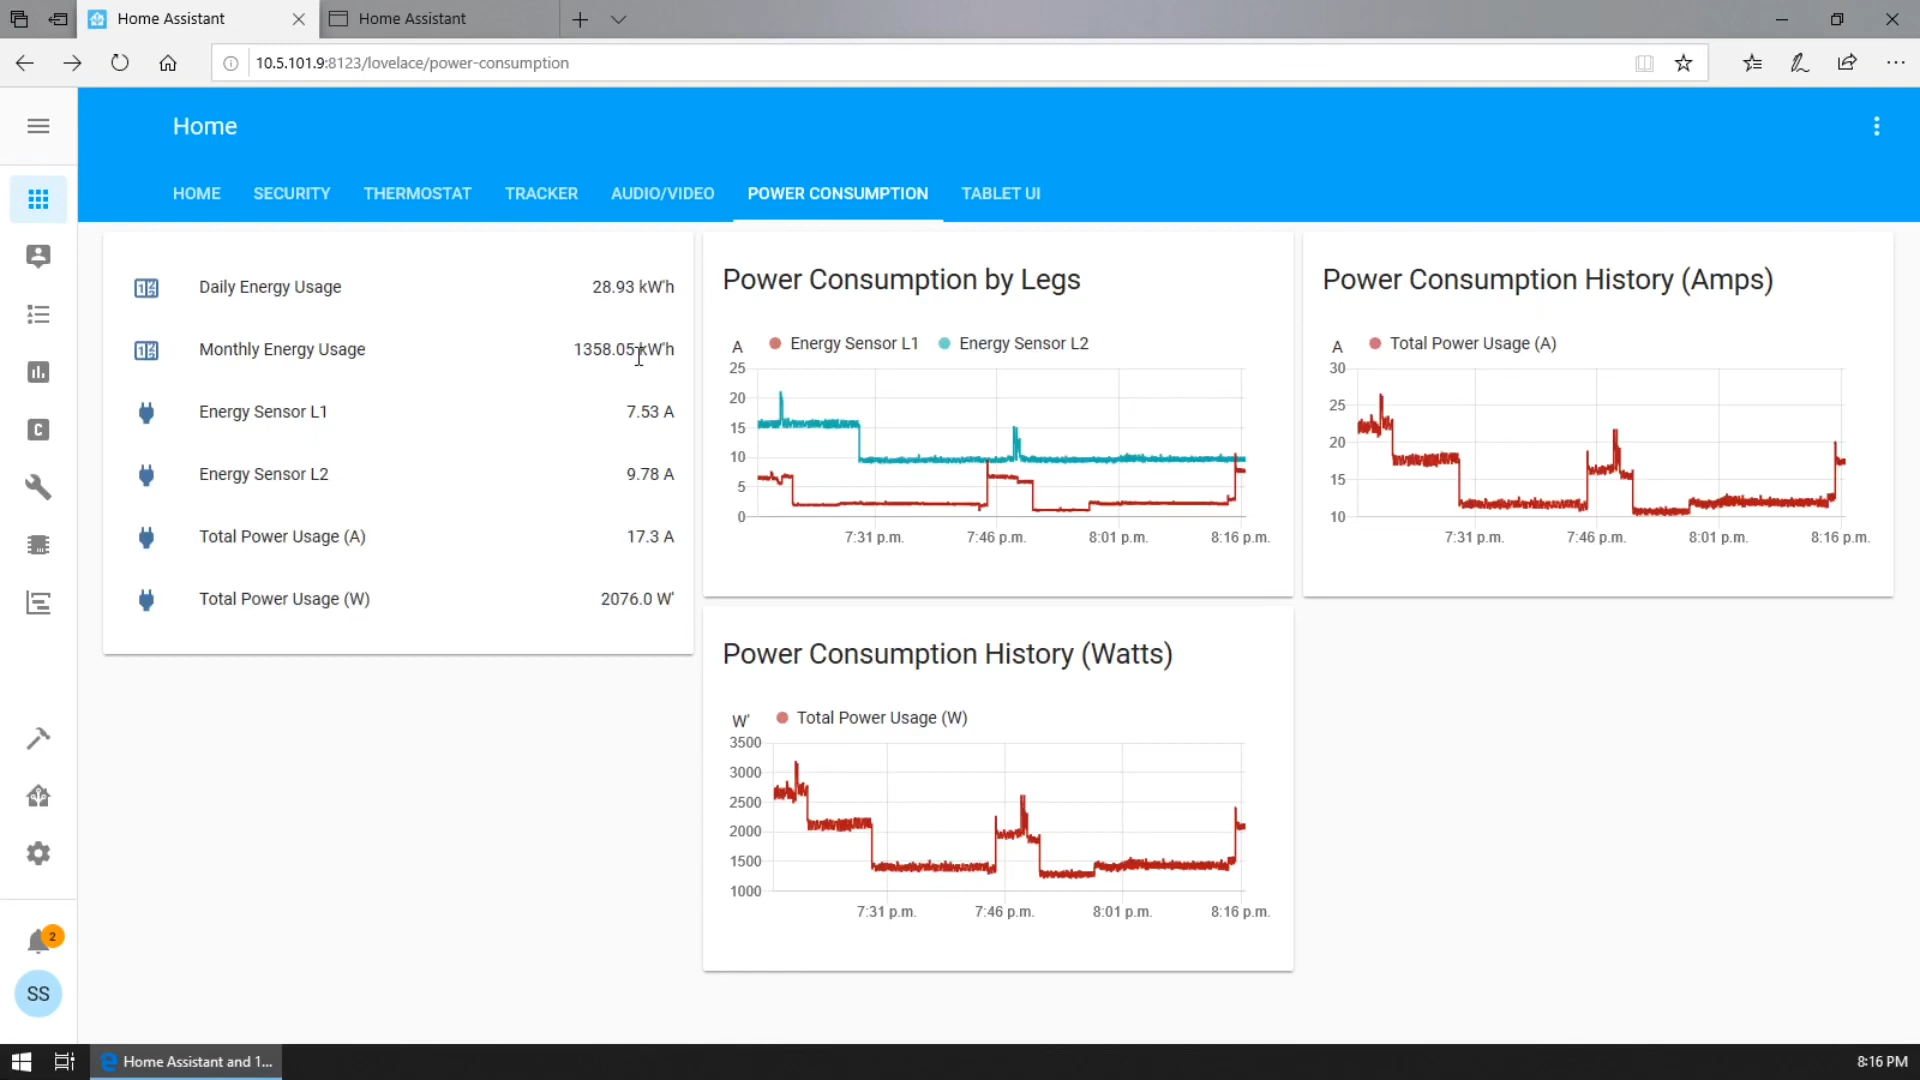 Home Assistant
Home Assistant
10.5.101.9:8123/lovelace/power-consumption
Home
HOME SECURITY THERMOSTAT TRACKER AUDIO/VIDEO POWER CONSUMPTION TABLET UI
Daily Energy Usage 28.93 kW'h
Monthly Energy Usage 1358.05 kW'h
Energy Sensor L1 7.53 A
Energy Sensor L2 9.78 A
Total Power Usage (A) 17.3 A
Total Power Usage (W) 2076.0 W'
Power Consumption by Legs
A Energy Sensor L1 Energy Sensor L2
25
20
15
10
5
0
7:31 p.m. 7:46 p.m. 8:01 p.m. 8:16 p.m.
Power Consumption History (Amps)
A Total Power Usage (A)
30
25
20
15
10
7:31 p.m. 7:46 p.m. 8:01 p.m. 8:16 p.m.
Power Consumption History (Watts)
W' Total Power Usage (W)
3500
3000
2500
2000
1500
1000
7:31 p.m. 7:46 p.m. 8:01 p.m. 8:16 p.m.
C
2
SS
Home Assistant and 1...
8:16 PM